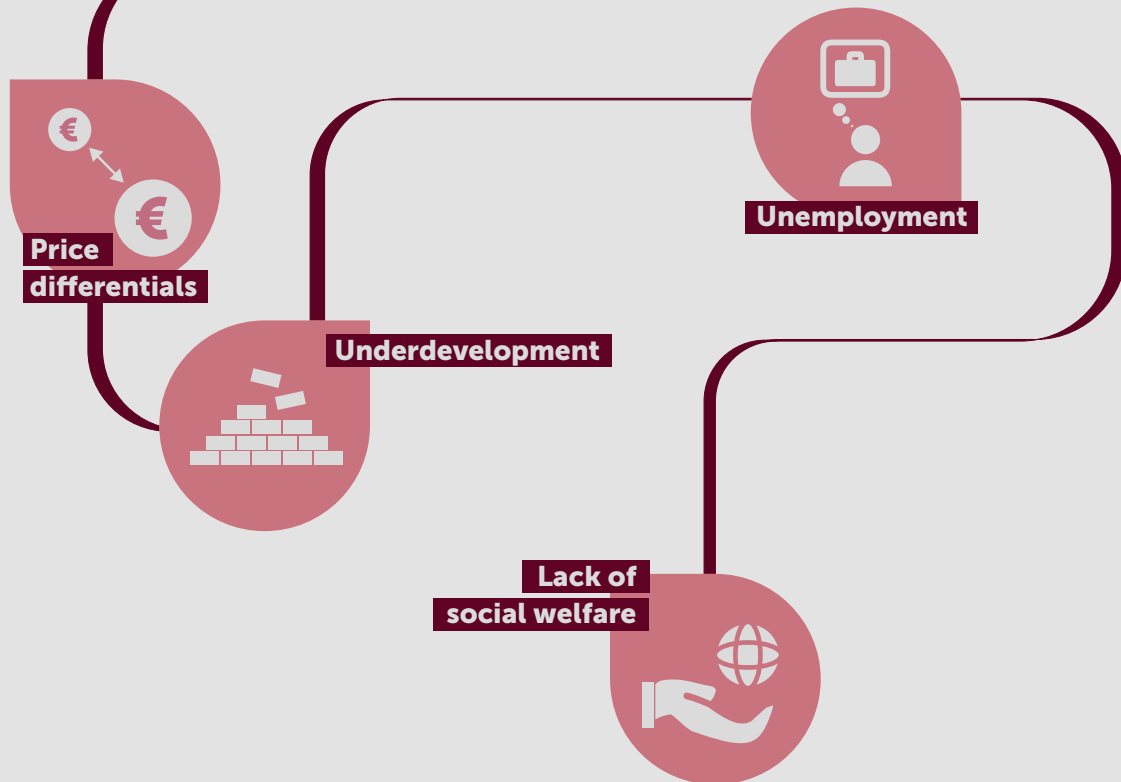 €
€
Price
differentials
Underdevelopment
Unemployment
Lack of
social welfare